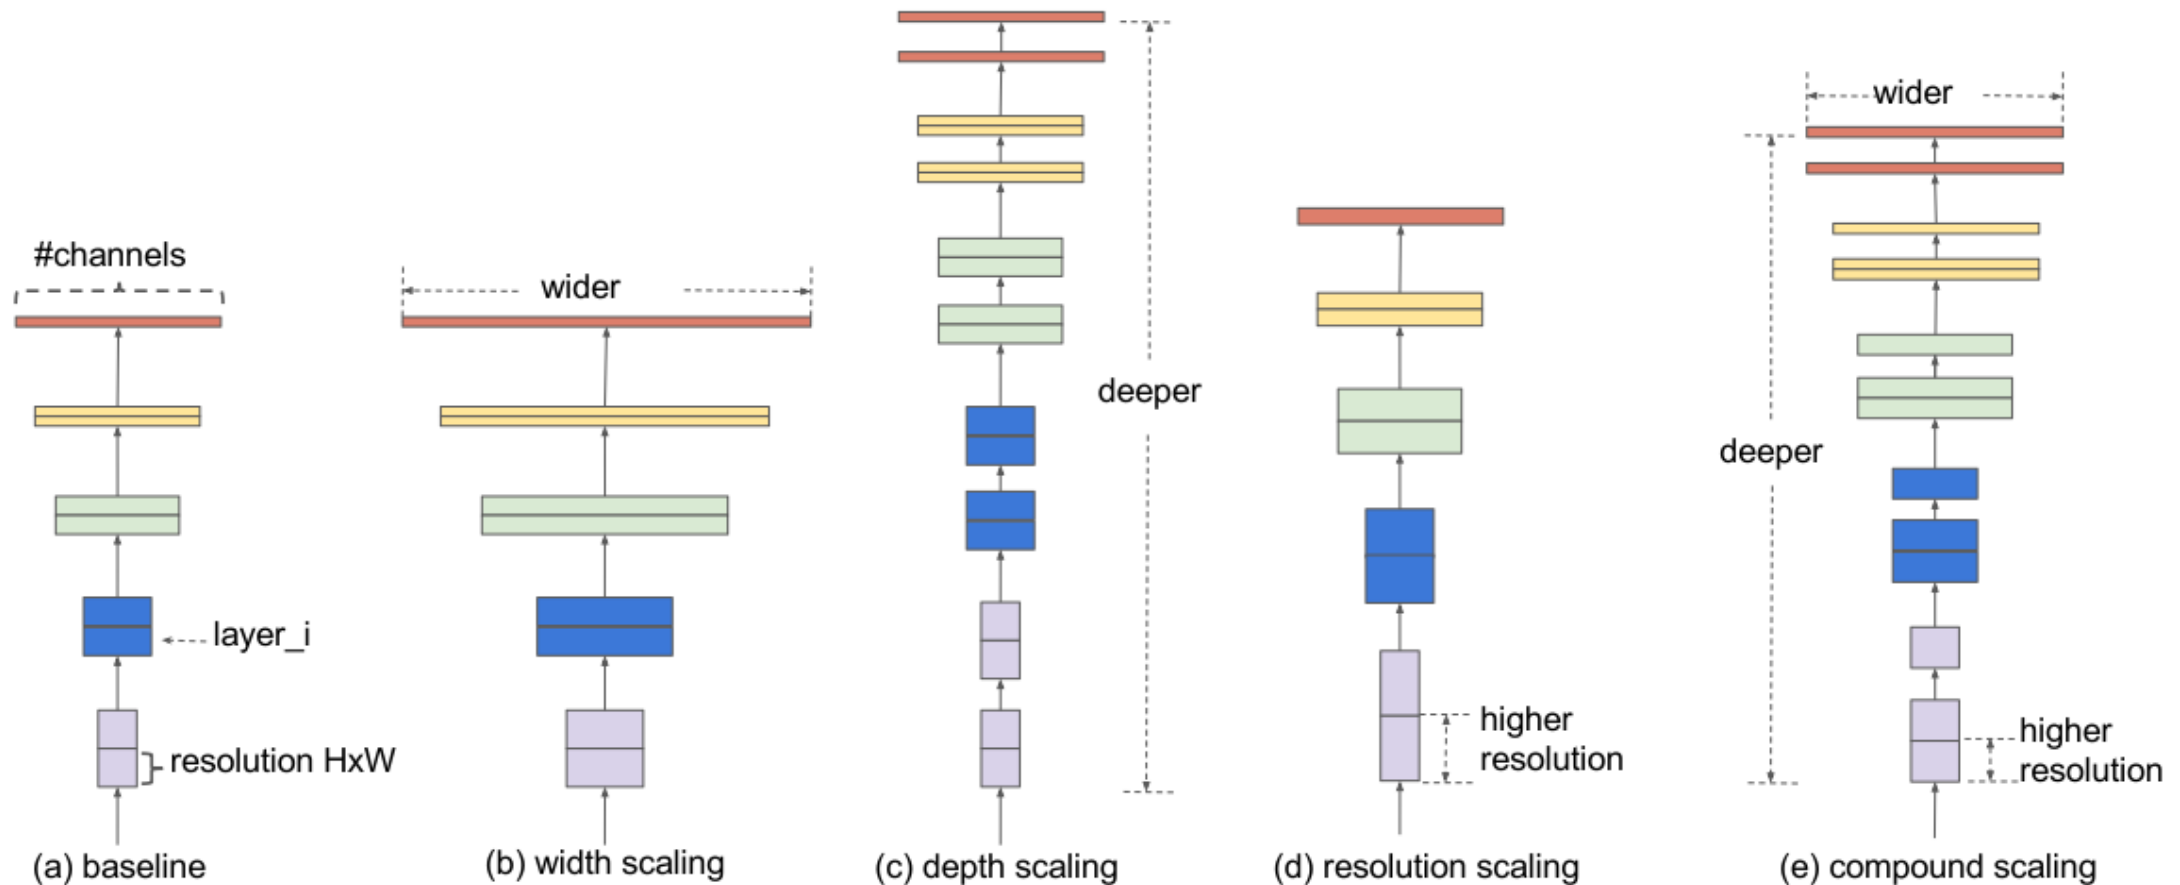 #channels
layer_i
resolution HxW
(a) baseline
wider
(b) width scaling
deeper
(c) depth scaling
higher
resolution
(d) resolution scaling
wider
deeper
higher
resolution
(e) compound scaling